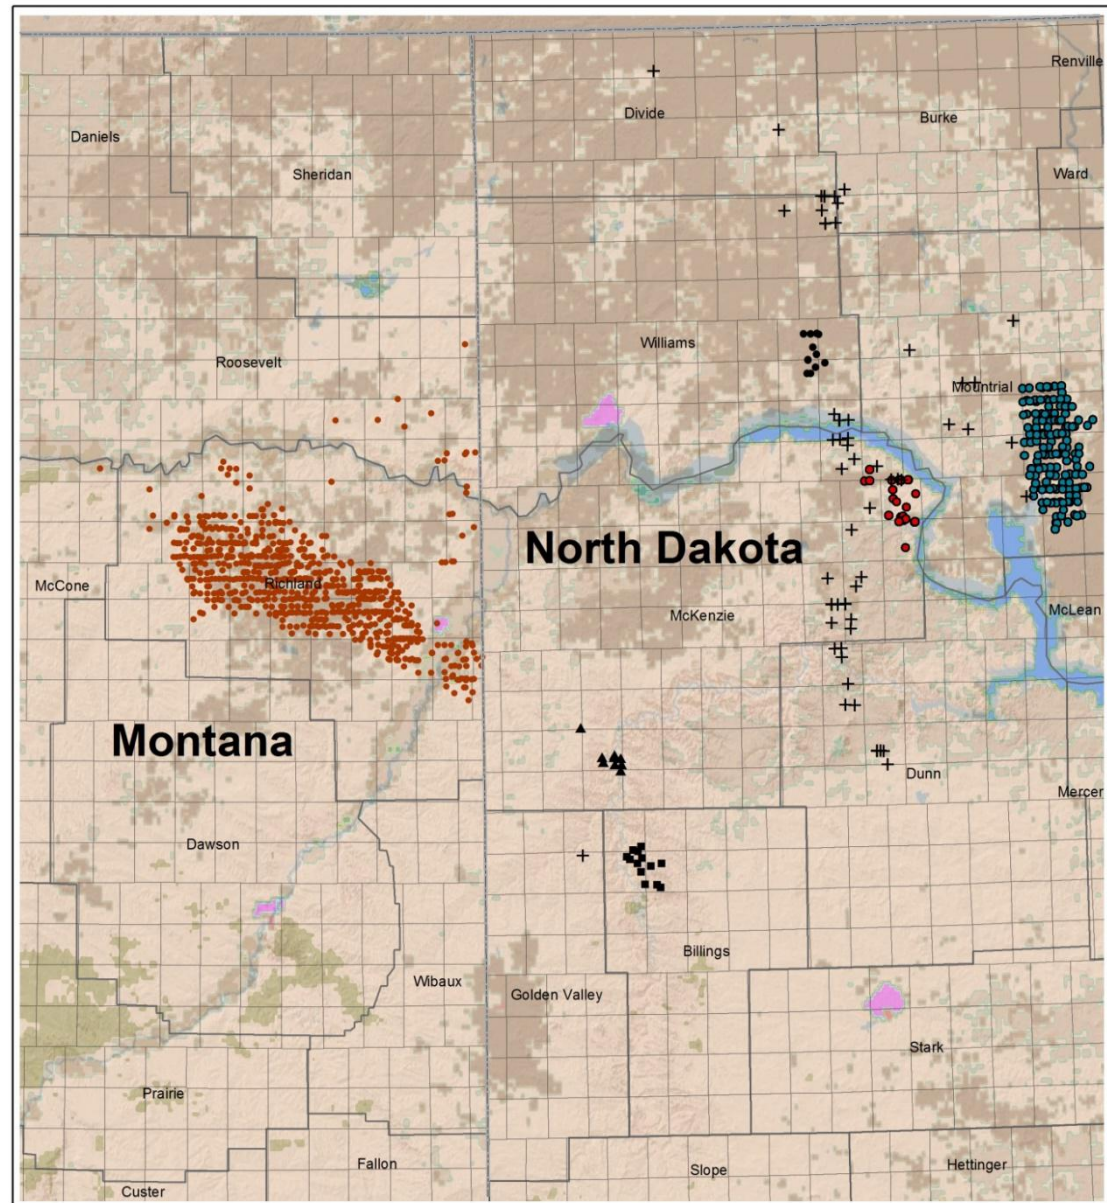 Renville
Divide
Burke
Daniels
Sheridan
Ward
Williams
Roosevelt
Mountrial
North Dakota
Richland
McCone
McKenzie
McLean
Montana
Dunn
Mercer
Dawson
Billings
Wibaux
Golden Valley
Stark
Prairie
Fallon
Slope
Hettinger
Custer